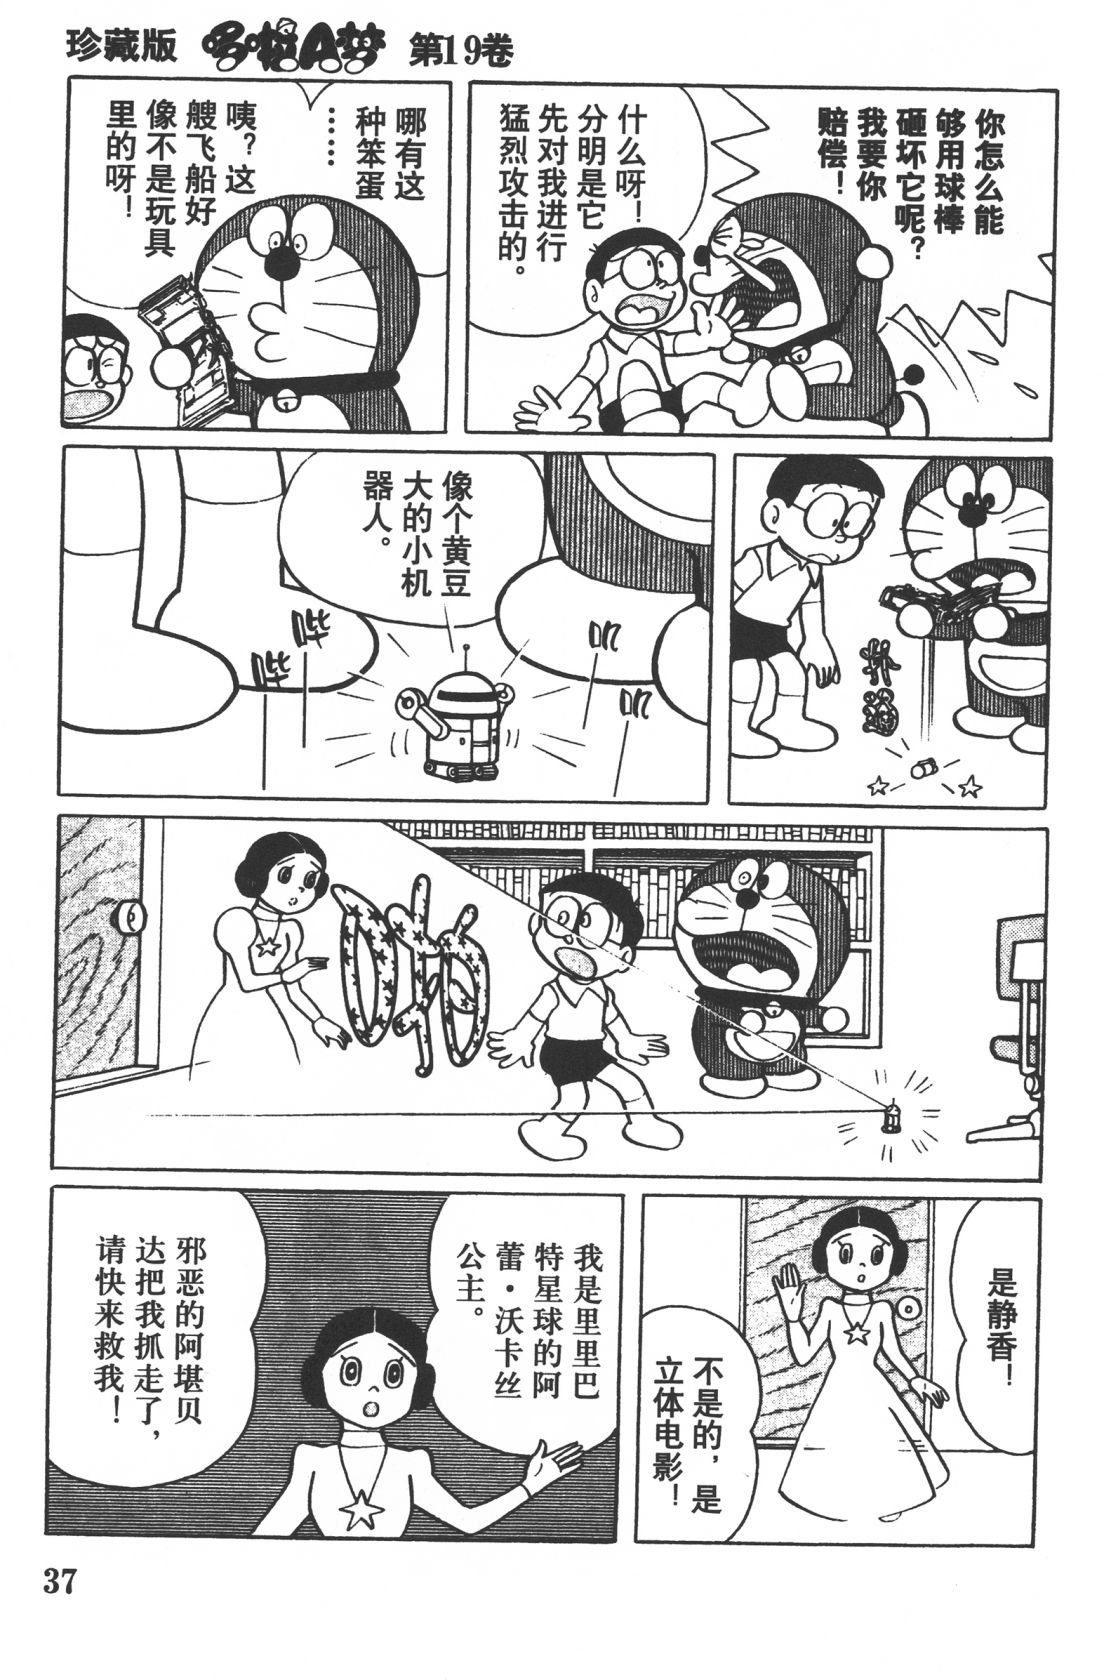 珍藏版 哆啦A梦 第19卷
你怎么能
够用球棒
砸坏它呢？
我要你
赔偿！
什么呀！
分明是它
先对我进行
猛烈攻击的。
哪有这
种笨蛋
……
咦？这
艘飞船好
像不是玩具
里的呀！
像个黄豆
大的小机
器人。
叽
叽
哔
哔
啪
是静香！
不是的，是
立体电影！
我是里里巴
特星球的阿
蕾·沃卡丝
公主。
邪恶的阿堪贝
达把我抓走了，
请快来救我！
37